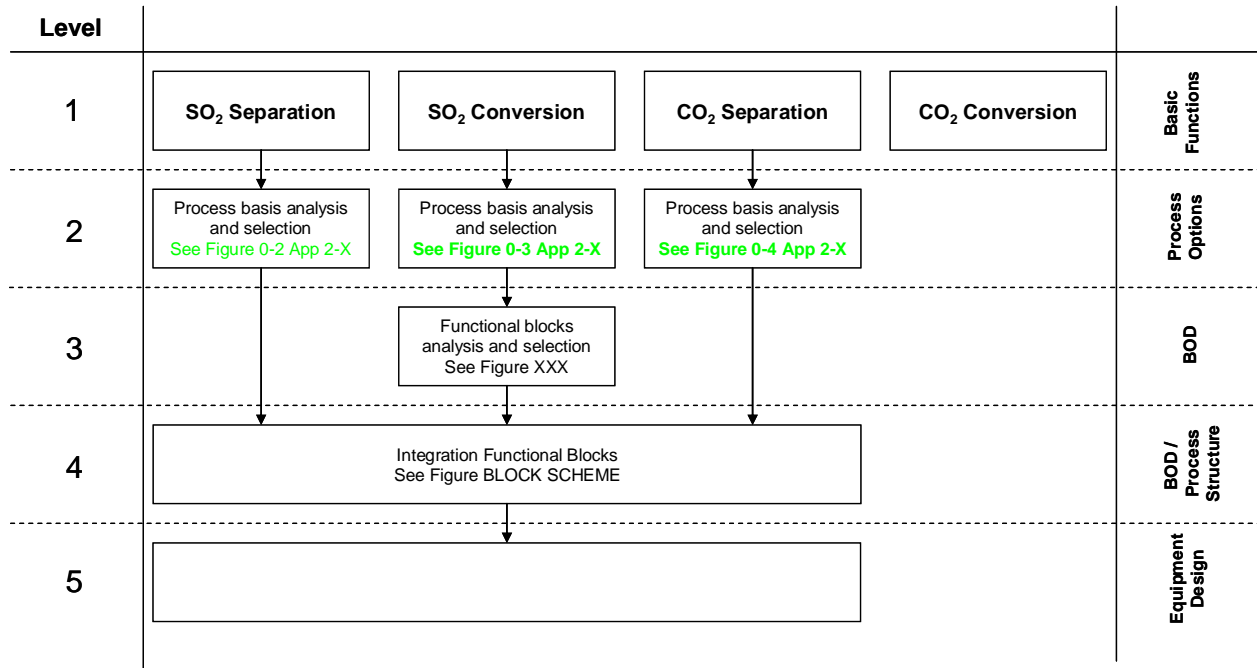 Level
1
SO₂ Separation
SO₂ Conversion
CO₂ Separation
CO₂ Conversion
Basic
Functions
2
Process basis analysis
and selection
See Figure 0-2 App 2-X
Process basis analysis
and selection
See Figure 0-3 App 2-X
Process basis analysis
and selection
See Figure 0-4 App 2-X
Process
Options
3
Functional blocks
analysis and selection
See Figure XXX
BOD
4
Integration Functional Blocks
See Figure BLOCK SCHEME
BOD /
Process
Structure
5
Equipment
Design